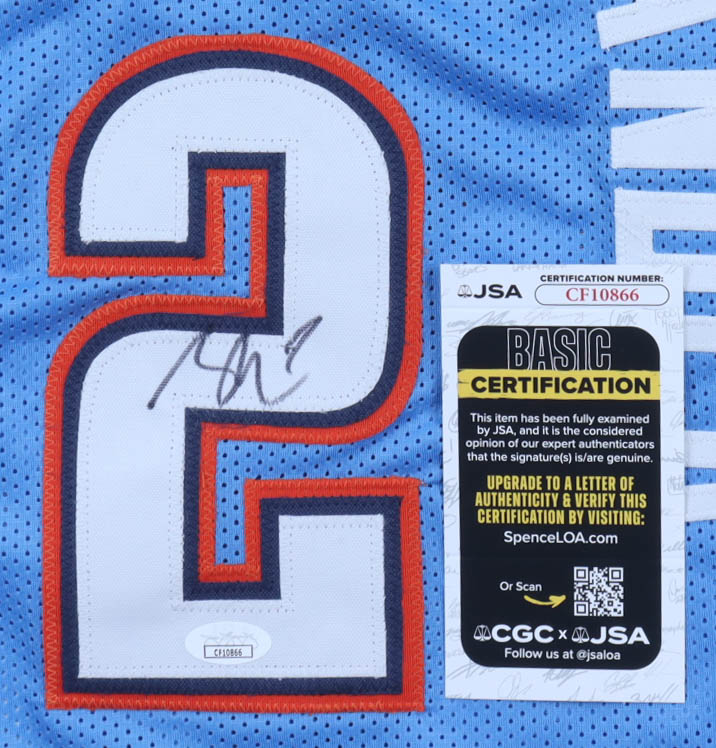 2
JSA
CERTIFICATION NUMBER:
CF10866
BASIC
CERTIFICATION
This item has been fully examined
by JSA, and it is the considered
opinion of our expert authenticators
that the signature(s) is/are genuine.
UPGRADE TO A LETTER OF
AUTHENTICITY & VERIFY THIS
CERTIFICATION BY VISITING:
SpenceLOA.com
Or Scan
CGC x JSA
Follow us at @jsaloa
CF10866